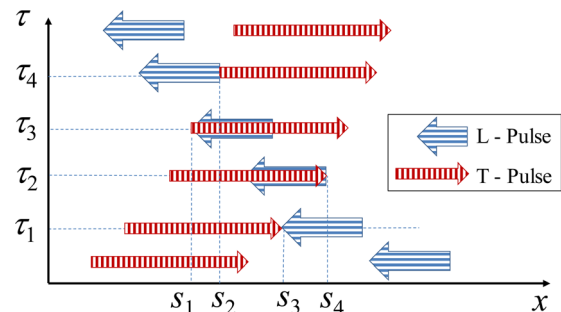 τ
τ₄
τ₃
τ₂
τ₁
L - Pulse
T - Pulse
s₁ s₂ s₃ s₄ x